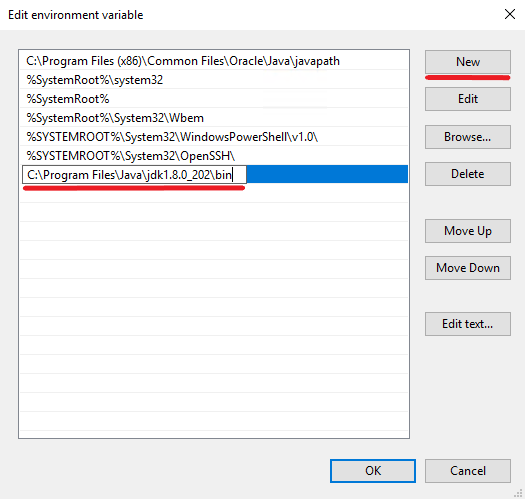 Edit environment variable
C:\Program Files (x86)\Common Files\Oracle\Java\javapath
%SystemRoot%\system32
%SystemRoot%
%SystemRoot%\System32\Wbem
%SYSTEMROOT%\System32\WindowsPowerShell\v1.0\
%SYSTEMROOT%\System32\OpenSSH\
C:\Program Files\Java\jdk1.8.0_202\bin
New
Edit
Browse...
Delete
Move Up
Move Down
Edit text...
OK
Cancel